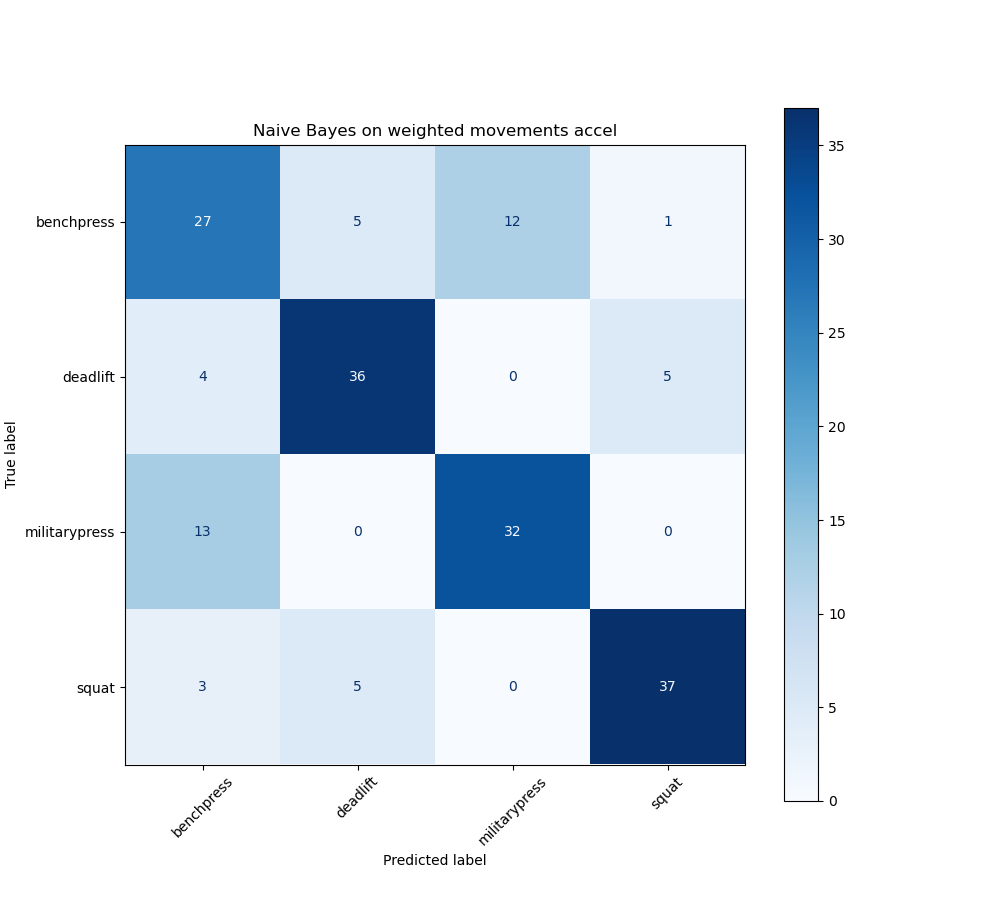 Naive Bayes on weighted movements accel
True label
benchpress 27 5 12 1
deadlift 4 36 0 5
militarypress 13 0 32 0
squat 3 5 0 37
benchpress deadlift militarypress squat
Predicted label
35
30
25
20
15
10
5
0